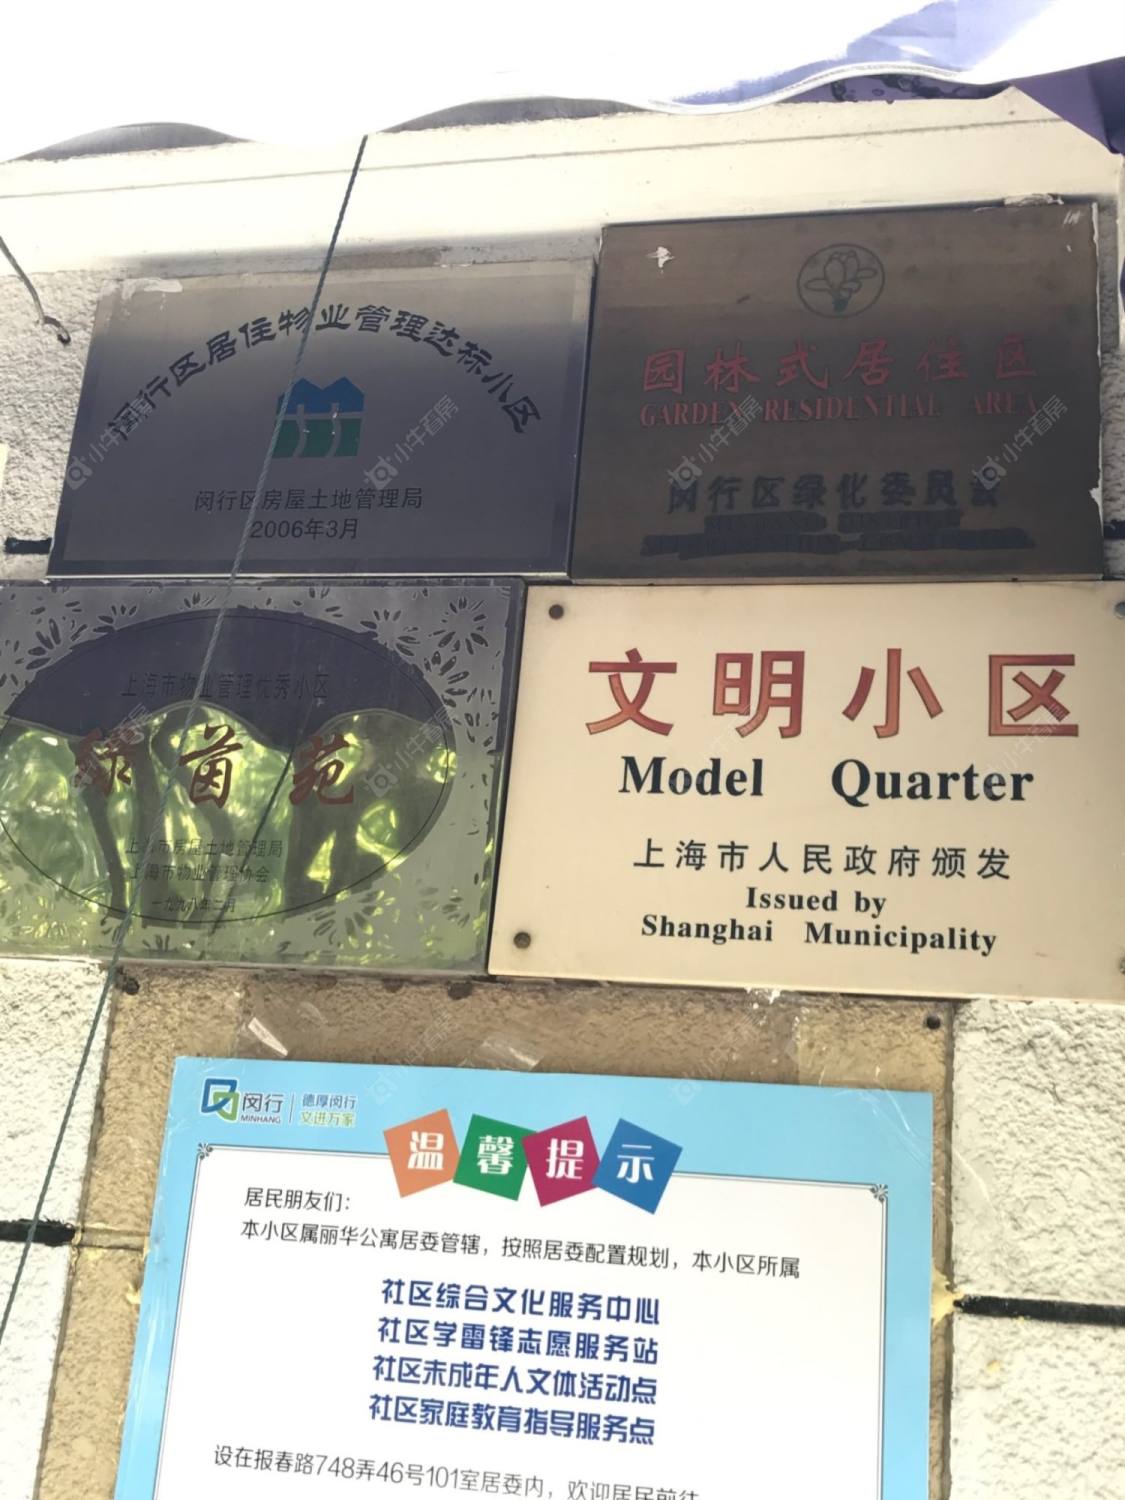 闵行区居住物业管理达标小区
闵行区房屋土地管理局
2006年3月
园林式居住区
GARDEN RESIDENTIAL AREA
闵行区绿化委员会
上海市物业管理优秀小区
绿茵苑
上海市房屋土地管理局
上海市物业管理协会
一九九八年二月
文明小区
Model Quarter
上海市人民政府颁发
Issued by
Shanghai Municipality
闵行
MINHANG
德厚闵行
文进万家
温馨提示
居民朋友们：
本小区属丽华公寓居委管辖，按照居委配置规划，本小区所属
社区综合文化服务中心
社区学雷锋志愿服务站
社区未成年人文体活动点
社区家庭教育指导服务点
设在报春路748弄46号101室居委内，欢迎居民前往
小牛看房